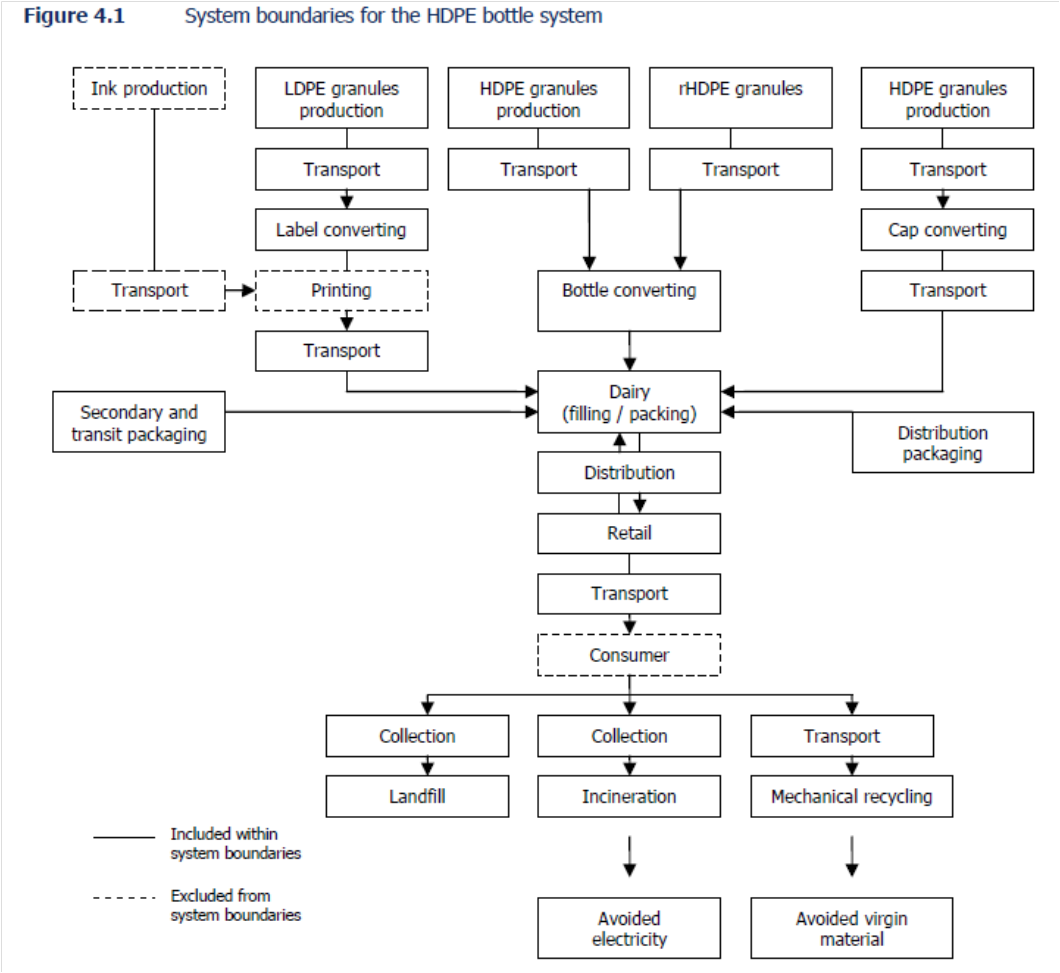 Figure 4.1 System boundaries for the HDPE bottle system
Ink production
LDPE granules
production
HDPE granules
production
rHDPE granules
HDPE granules
production
Transport
Transport
Transport
Transport
Label converting
Cap converting
Transport
Printing
Bottle converting
Transport
Transport
Dairy
(filling / packing)
Secondary and
transit packaging
Distribution
packaging
Distribution
Retail
Transport
Consumer
Collection
Collection
Transport
Landfill
Incineration
Mechanical recycling
Included within
system boundaries
Excluded from
system boundaries
Avoided
electricity
Avoided virgin
material